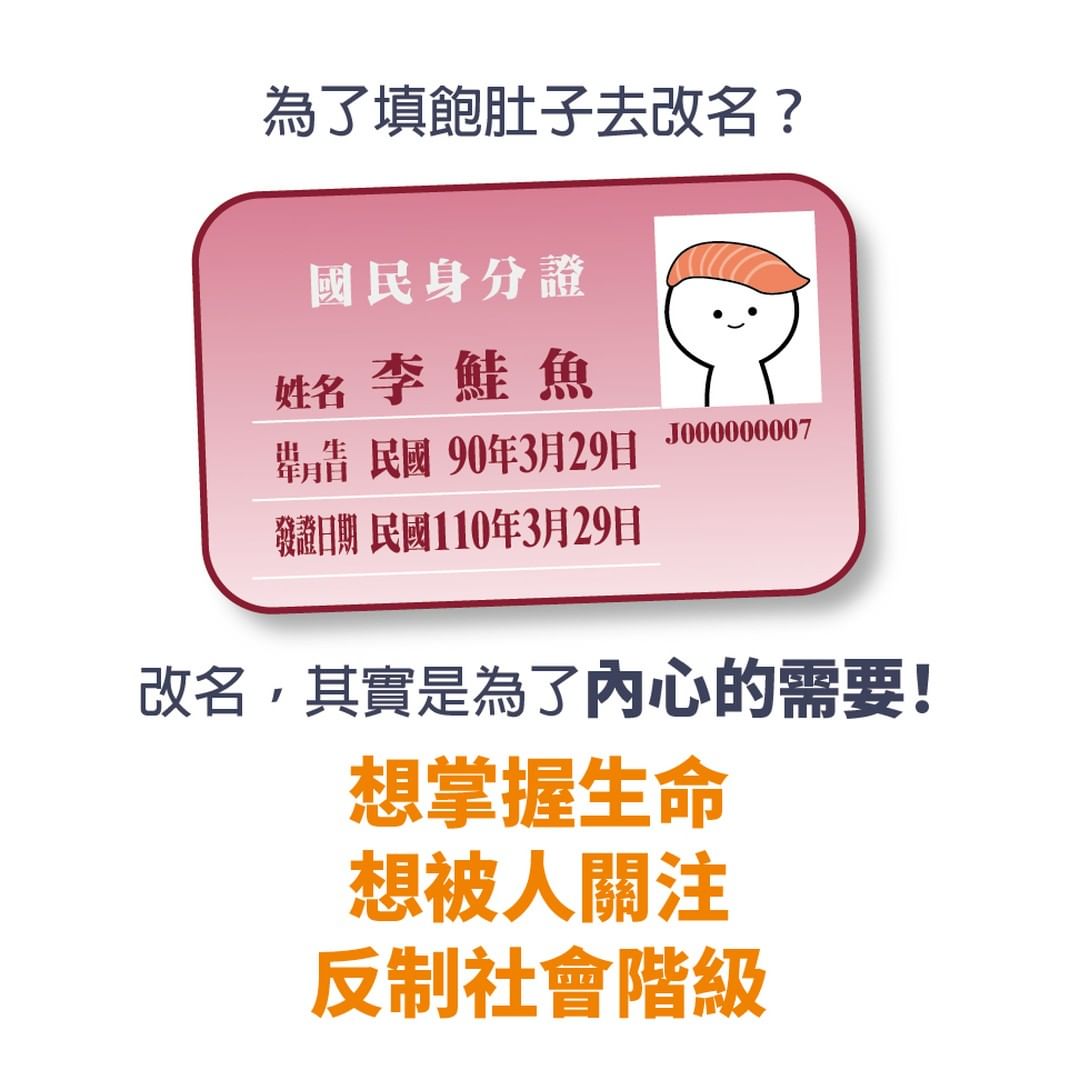 為了填飽肚子去改名？
國民身分證
姓名 李鮭魚
出生年月日 民國 90年3月29日
J000000007
發證日期 民國110年3月29日
改名，其實是為了內心的需要！
想掌握生命
想被人關注
反制社會階級